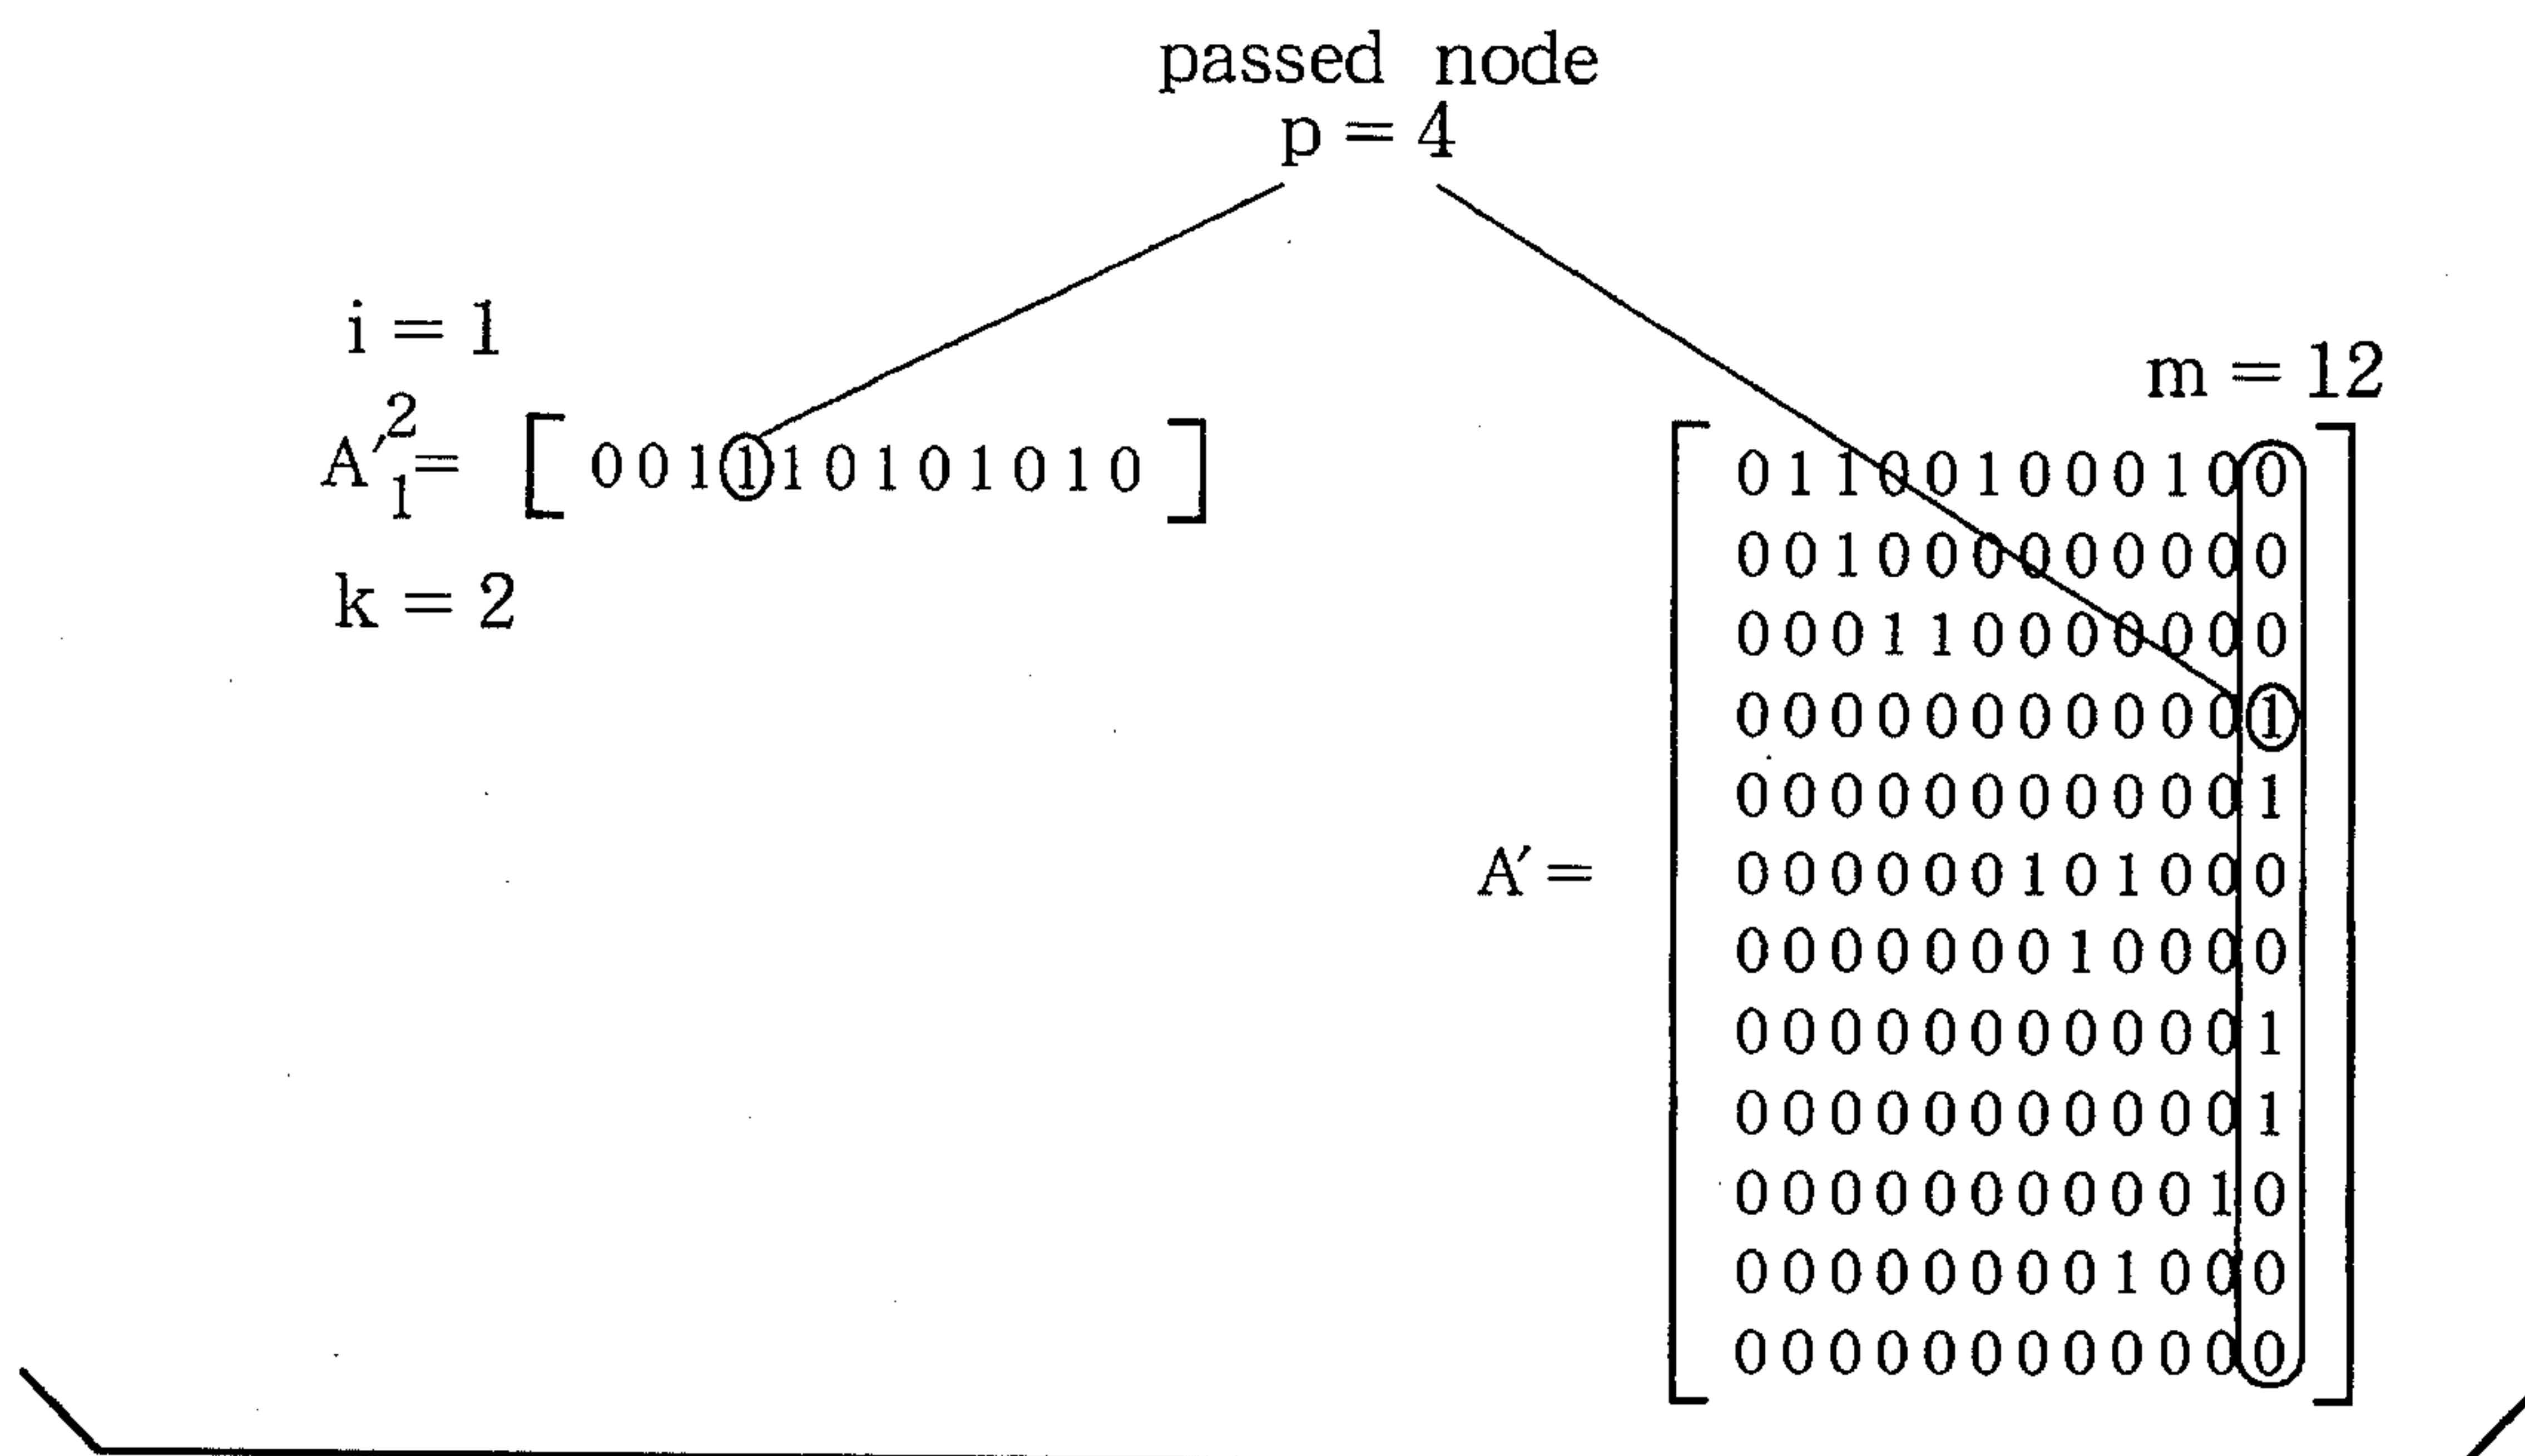 passed node
p = 4
i = 1
A'²₁ = [ 0 0 1 1 1 0 1 0 1 0 1 0 ]
k = 2
m = 12
A' =
0 1 1 0 0 1 0 0 0 1 0 0
0 0 1 0 0 0 0 0 0 0 0 0
0 0 0 1 1 0 0 0 0 0 0 0
0 0 0 0 0 0 0 0 0 0 0 1
0 0 0 0 0 0 0 0 0 0 0 1
0 0 0 0 0 0 1 0 1 0 0 0
0 0 0 0 0 0 0 1 0 0 0 0
0 0 0 0 0 0 0 0 0 0 0 1
0 0 0 0 0 0 0 0 0 0 0 1
0 0 0 0 0 0 0 0 0 0 1 0
0 0 0 0 0 0 0 0 1 0 0 0
0 0 0 0 0 0 0 0 0 0 0 0